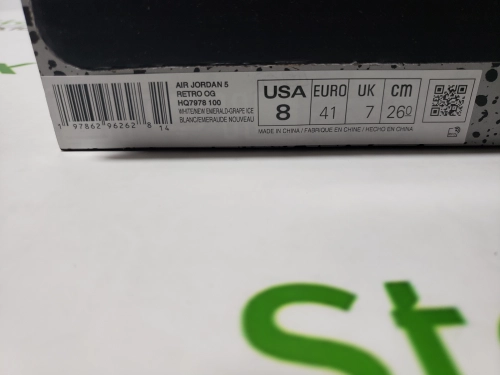 AIR JORDAN 5
RETRO OG
HQ7978 100
WHITE/NEW EMERALD-GRAPE ICE
BLANC/EMERAUDE NOUVEAU
1 97862 96262 8 14
USA EURO UK cm
8 41 7 26
MADE IN CHINA / FABRIQUÉ EN CHINE / HECHO EN CHINA
St